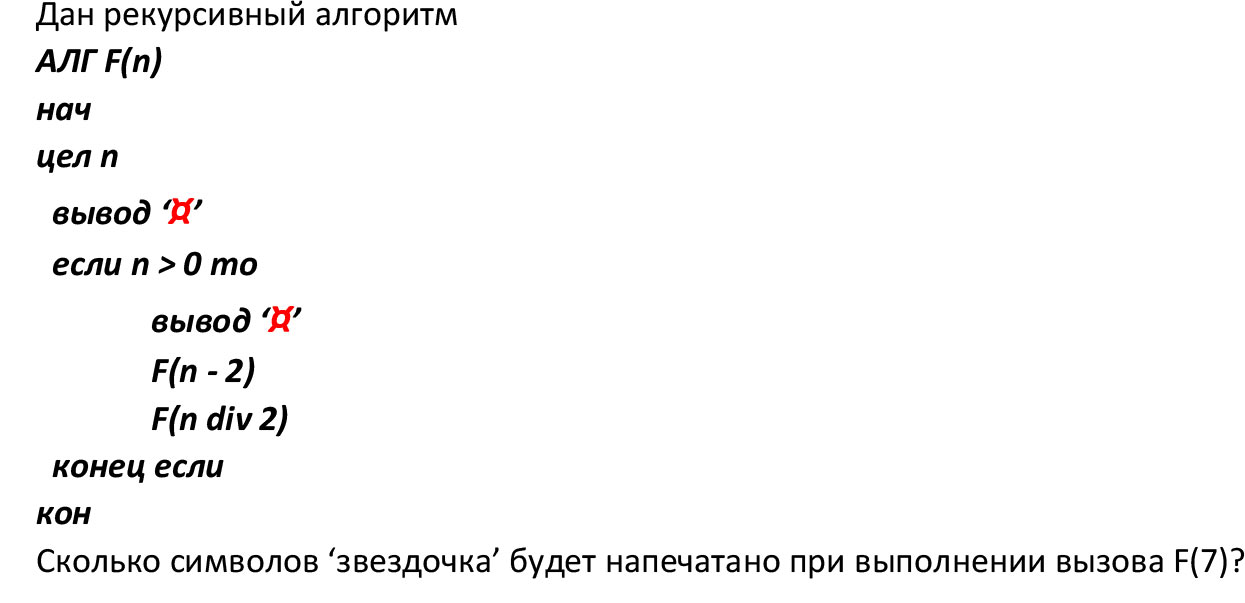 Дан рекурсивный алгоритм
АЛГ F(n)
нач
цел n
вывод ‘¤’
если n > 0 то
вывод ‘¤’
F(n - 2)
F(n div 2)
конец если
кон
Сколько символов ‘звездочка’ будет напечатано при выполнении вызова F(7)?